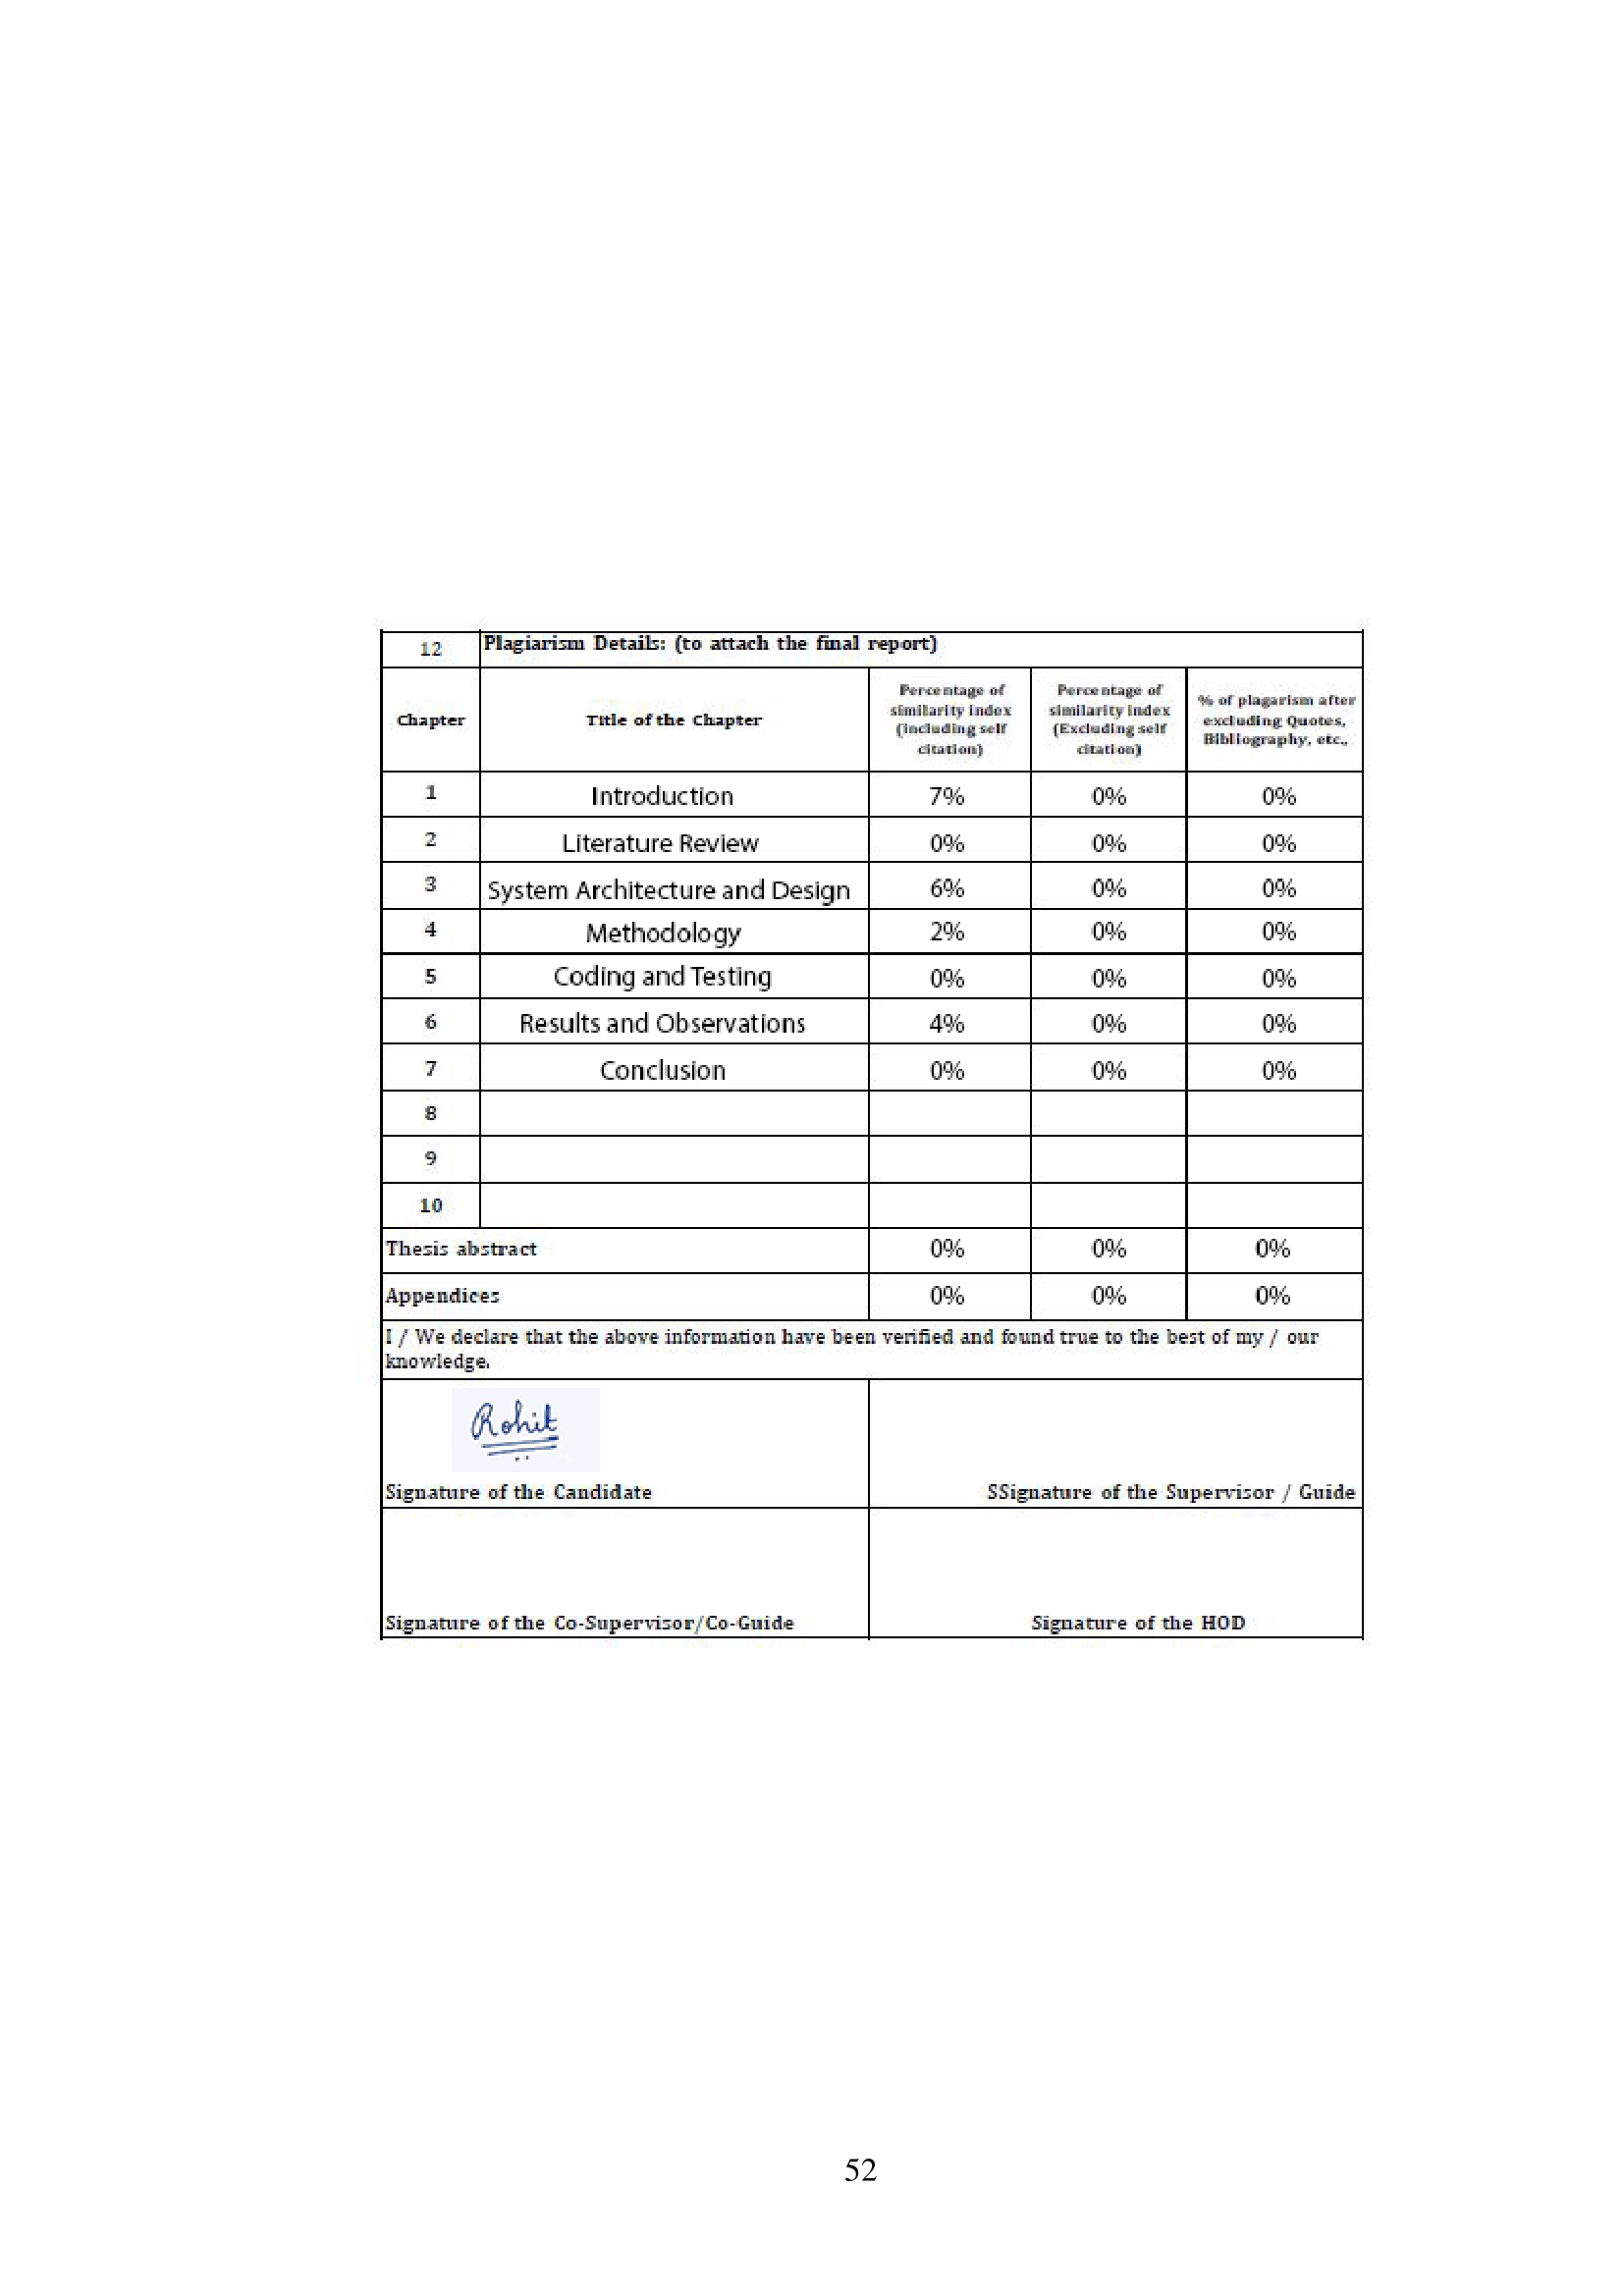 12 Plagiarism Details: (to attach the final report)
Chapter Title of the Chapter Percentage of similarity index (including self citation) Percentage of similarity index (Excluding self citation) % of plagarism after excluding Quotes, Bibliography, etc.,
1 Introduction 7% 0% 0%
2 Literature Review 0% 0% 0%
3 System Architecture and Design 6% 0% 0%
4 Methodology 2% 0% 0%
5 Coding and Testing 0% 0% 0%
6 Results and Observations 4% 0% 0%
7 Conclusion 0% 0% 0%
8
9
10
Thesis abstract 0% 0% 0%
Appendices 0% 0% 0%
I / We declare that the above information have been verified and found true to the best of my / our
knowledge.
Rohit
Signature of the Candidate SSignature of the Supervisor / Guide
Signature of the Co-Supervisor/Co-Guide Signature of the HOD
52